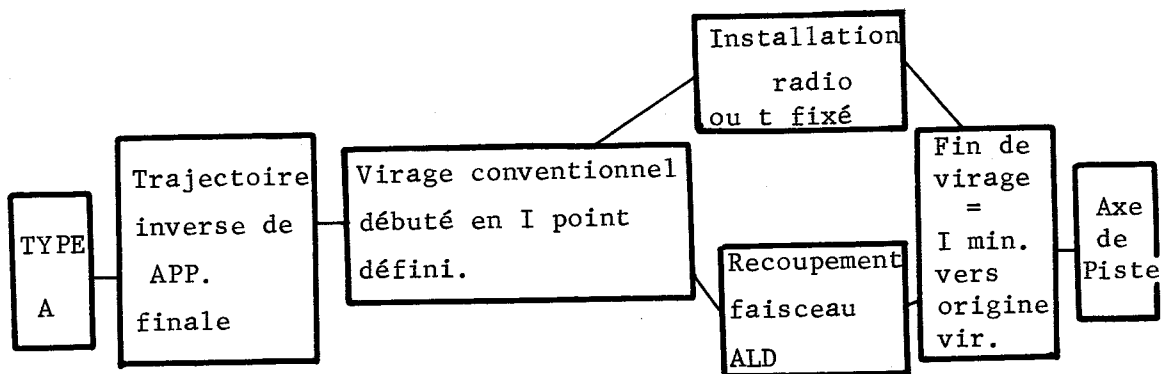 TYPE
A
Trajectoire
inverse de
APP.
finale
Virage conventionnel
débuté en I point
défini.
Installation
radio
ou t fixé
Recoupement
faisceau
ALD
Fin de
virage
=
I min.
vers
origine
vir.
Axe
de
Piste